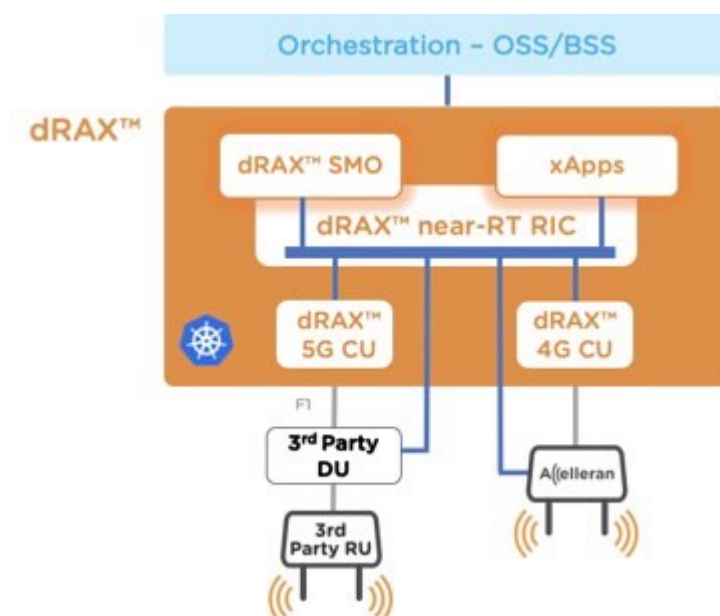 Orchestration – OSS/BSS
dRAX™
dRAX™ SMO
xApps
dRAX™ near-RT RIC
dRAX™
5G CU
dRAX™
4G CU
F1
3rd Party
DU
Accelleran
3rd
Party RU